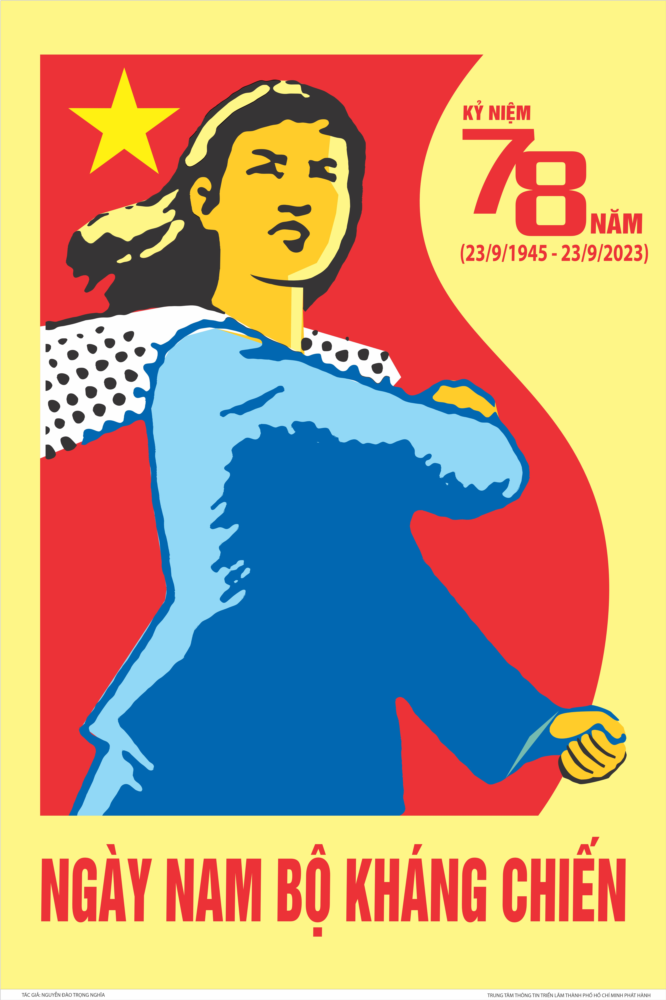 KỶ NIỆM
78 NĂM
(23/9/1945 - 23/9/2023)
NGÀY NAM BỘ KHÁNG CHIẾN
TÁC GIẢ: NGUYỄN ĐÀO TRỌNG NGHĨA
TRUNG TÂM THÔNG TIN TRIỂN LÃM THÀNH PHỐ HỒ CHÍ MINH PHÁT HÀNH